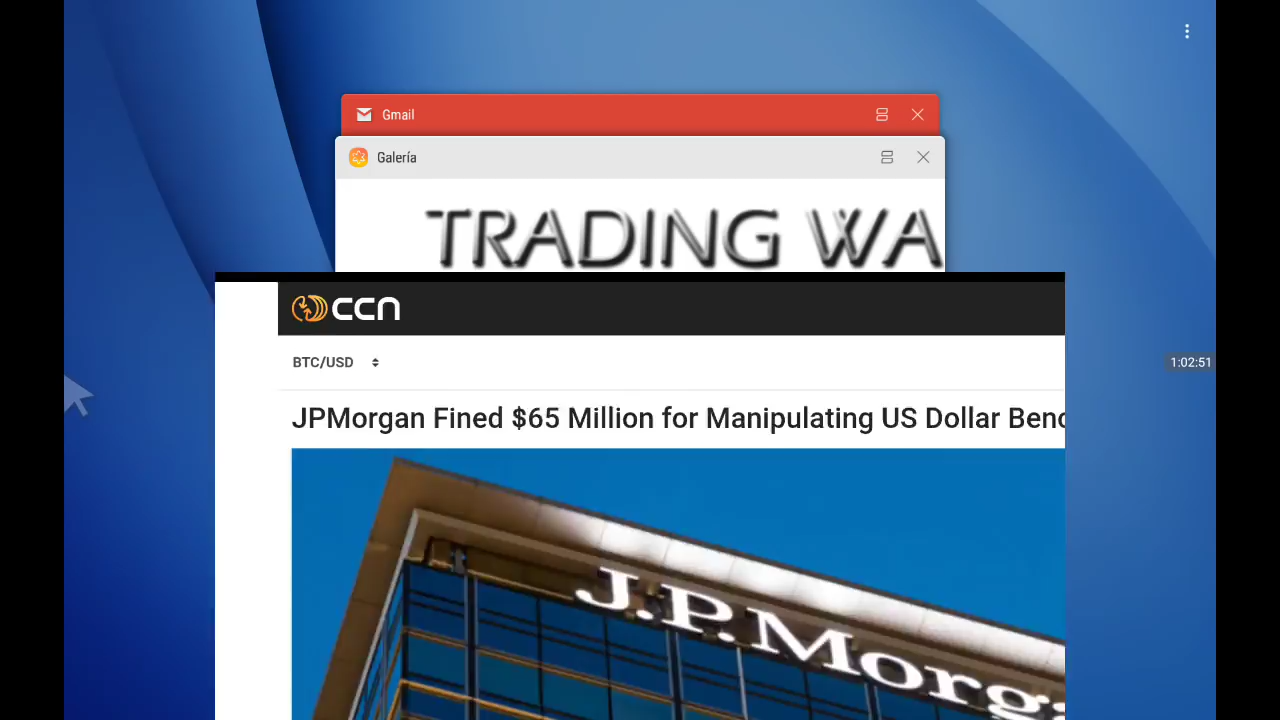 Gmail
Galería
TRADING WA
CCN
BTC/USD
1:02:51
JPMorgan Fined $65 Million for Manipulating US Dollar Benc
J.P.Morga